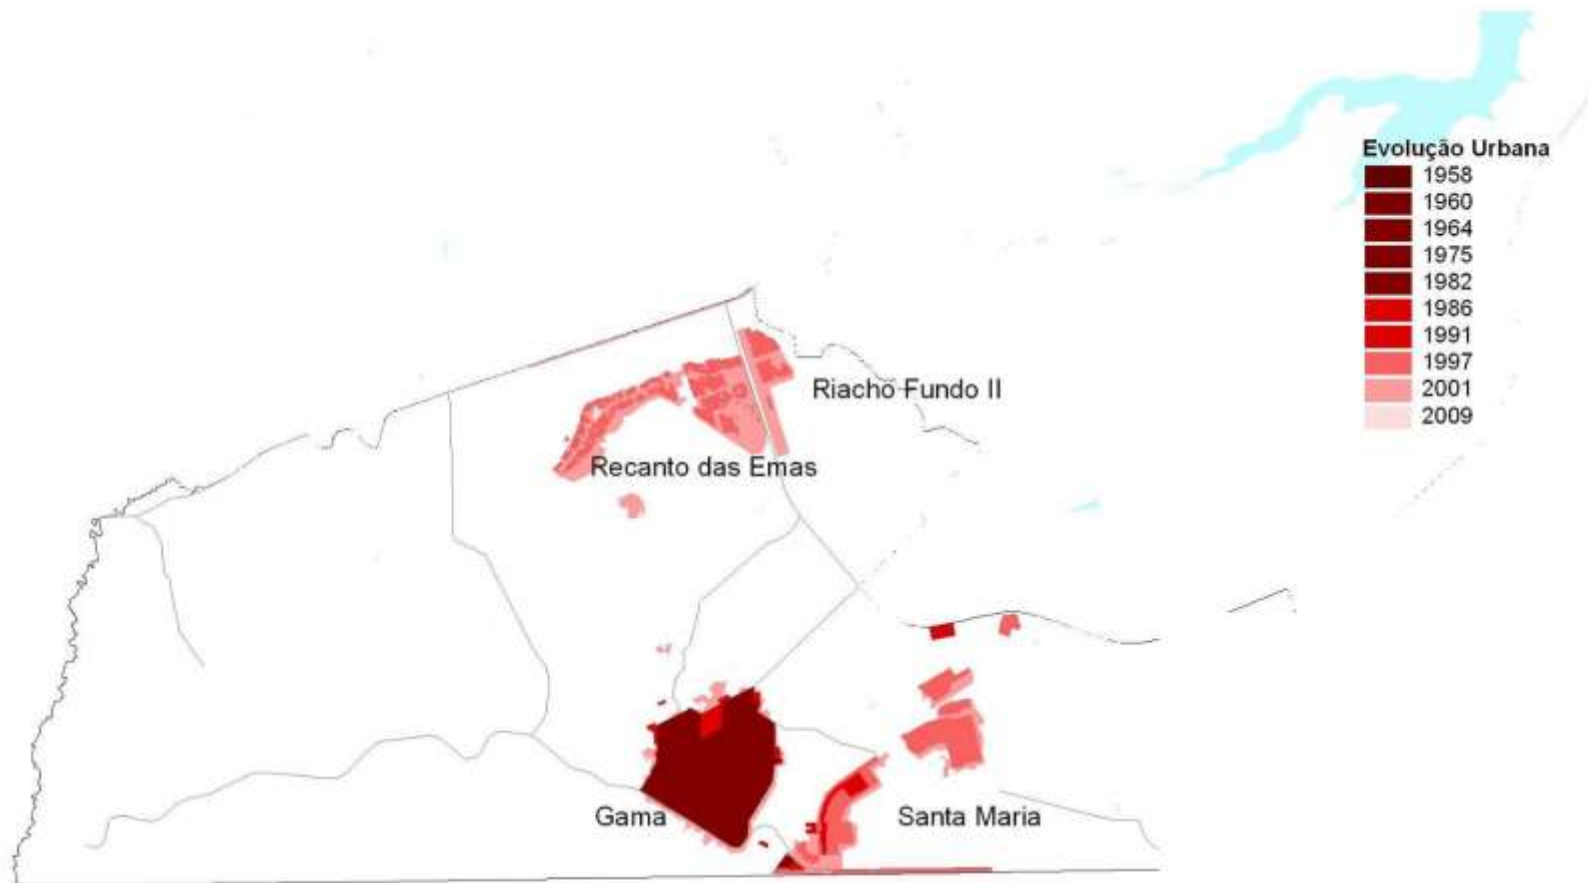 Evolução Urbana
1958
1960
1964
1975
1982
1986
1991
1997
2001
2009
Riacho Fundo II
Recanto das Emas
Gama
Santa Maria